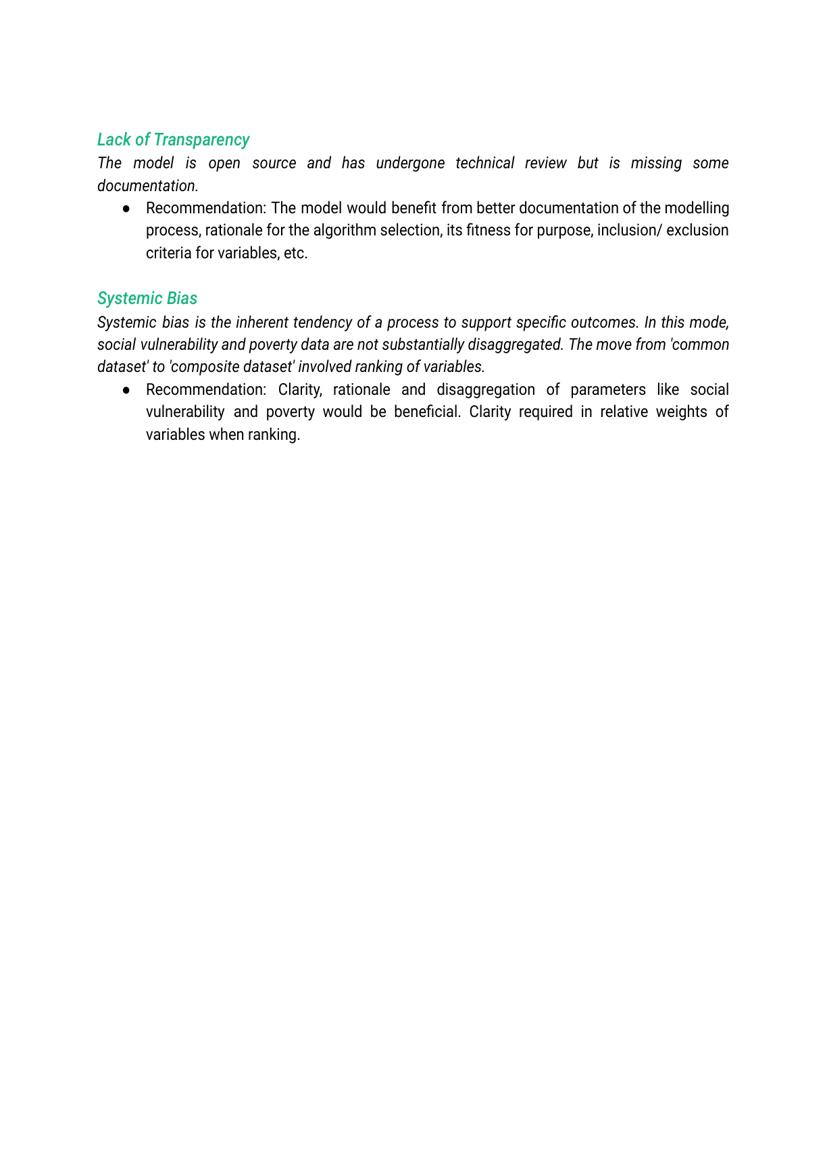 Lack of Transparency
The model is open source and has undergone technical review but is missing some
documentation.
● Recommendation: The model would benefit from better documentation of the modelling
process, rationale for the algorithm selection, its fitness for purpose, inclusion/ exclusion
criteria for variables, etc.
Systemic Bias
Systemic bias is the inherent tendency of a process to support specific outcomes. In this mode,
social vulnerability and poverty data are not substantially disaggregated. The move from 'common
dataset' to 'composite dataset' involved ranking of variables.
● Recommendation: Clarity, rationale and disaggregation of parameters like social
vulnerability and poverty would be beneficial. Clarity required in relative weights of
variables when ranking.